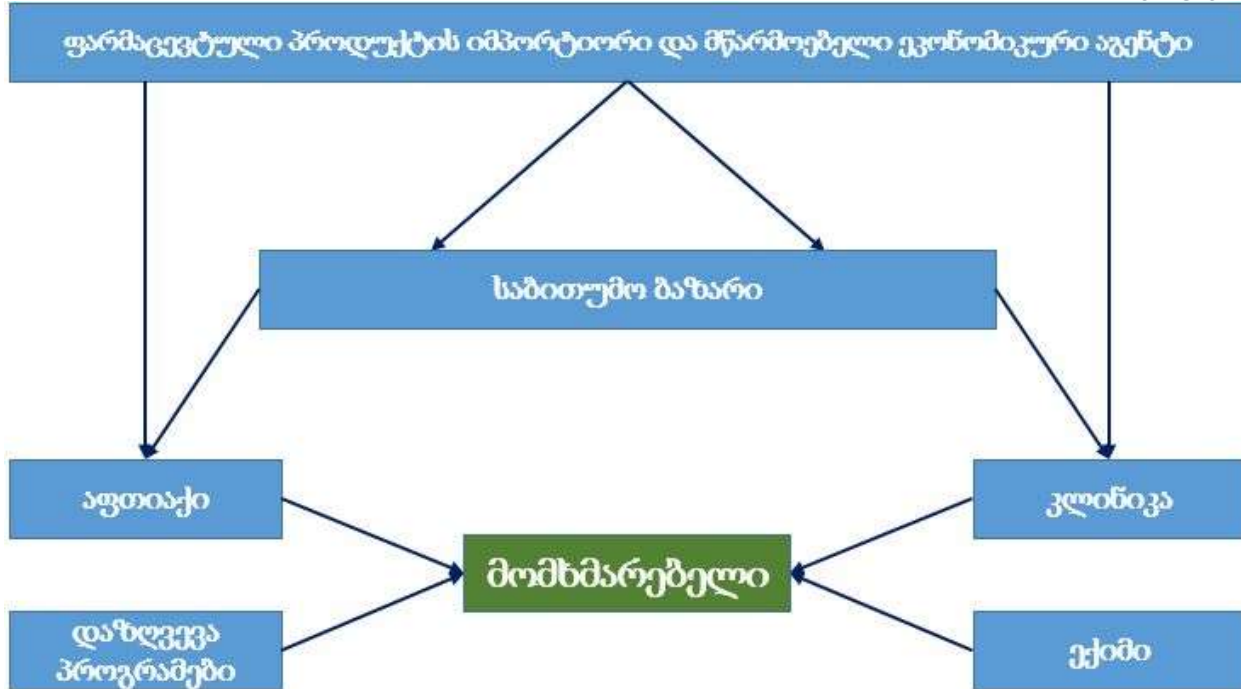 ფარმაცევტული პროდუქტის იმპორტიორი და მწარმოებელი ეკონომიკური აგენტი
საბითუმო ბაზარი
აფთიაქი
კლინიკა
მომხმარებელი
დაზღვევა
პროგრამები
ექიმი